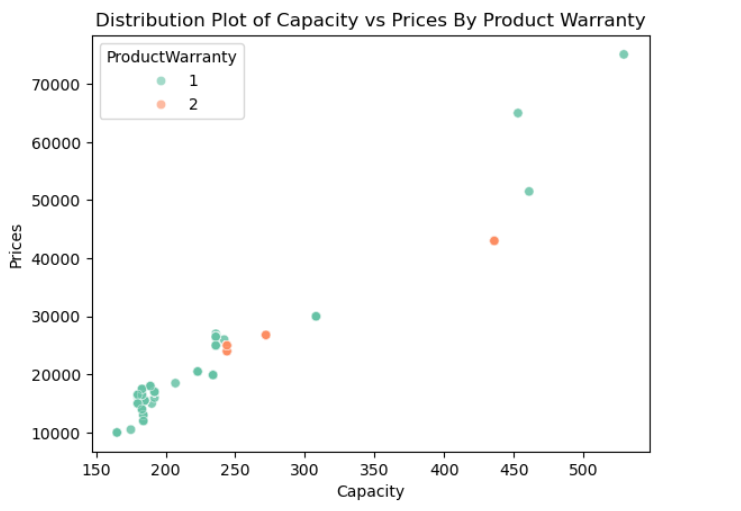 Distribution Plot of Capacity vs Prices By Product Warranty
ProductWarranty
1
2
70000
60000
50000
40000
30000
20000
10000
Prices
150 200 250 300 350 400 450 500
Capacity